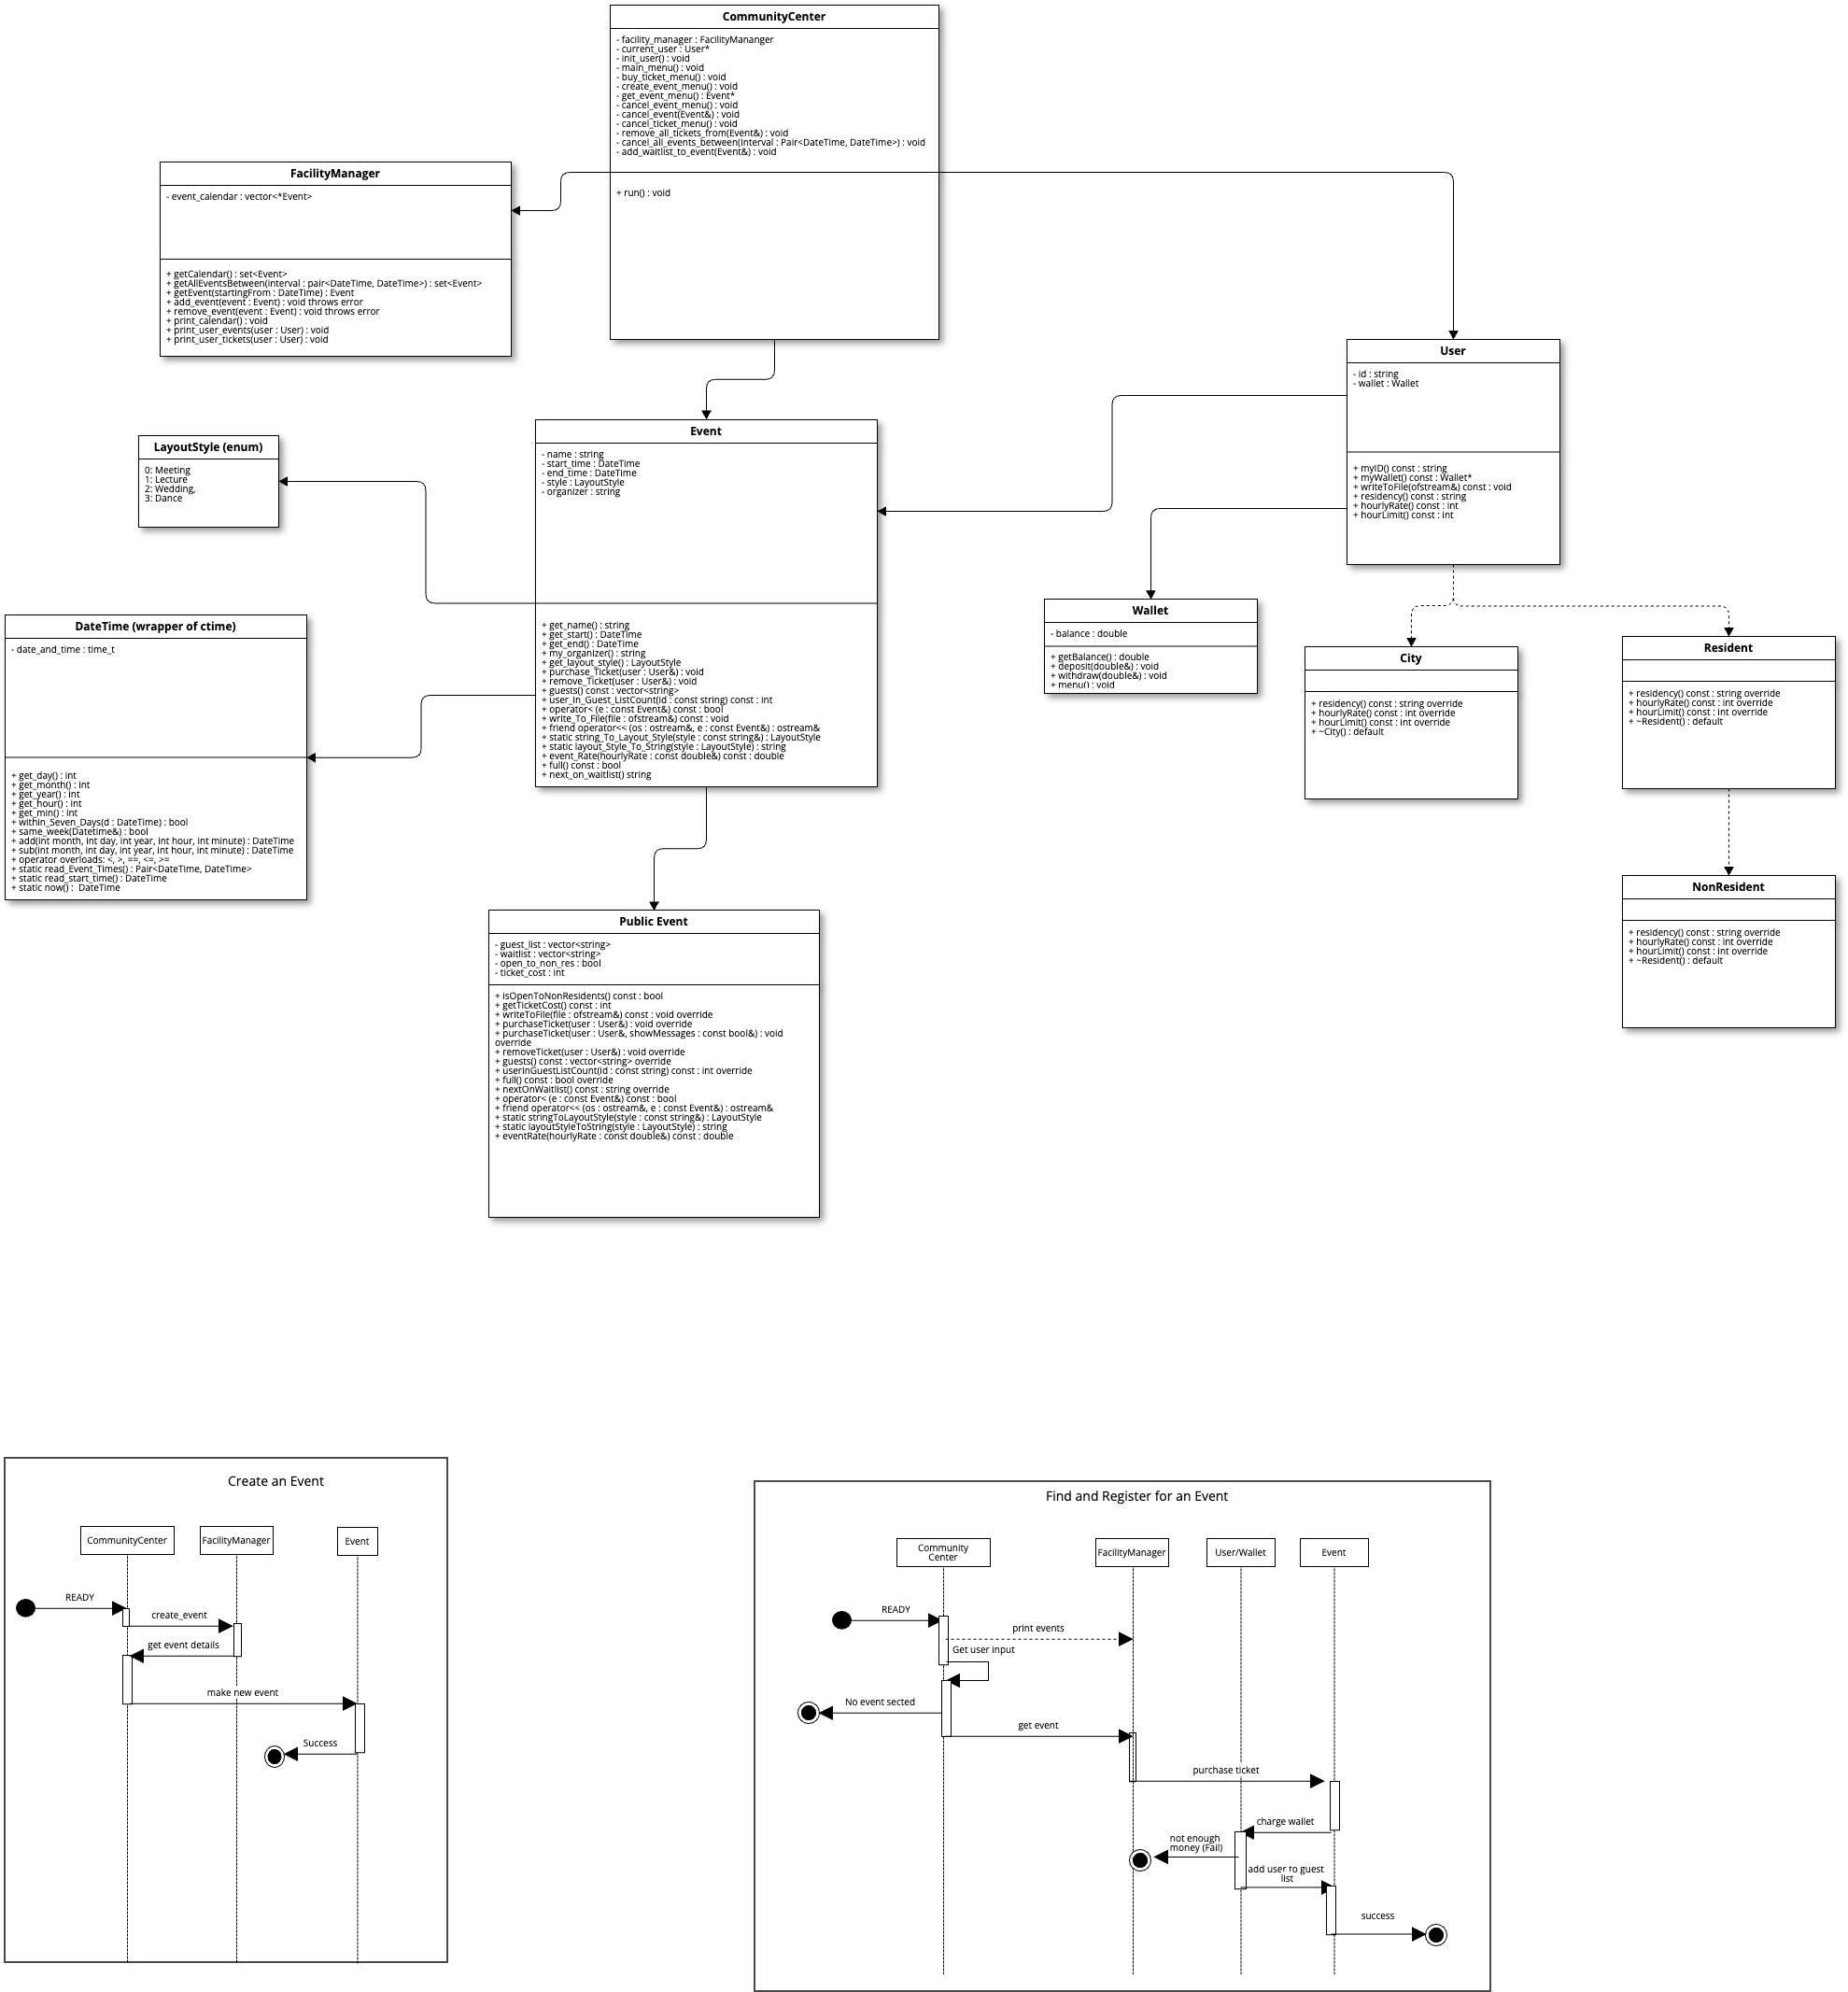 CommunityCenter
- facility_manager : FacilityMananger
- current_user : User*
- init_user() : void
- main_menu() : void
- buy_ticket_menu() : void
- create_event_menu() : void
- get_event_menu() : Event*
- cancel_event_menu() : void
- cancel_event(Event&) : void
- cancel_ticket_menu() : void
- remove_all_tickets_from(Event&) : void
- cancel_all_events_between(Interval : Pair<DateTime, DateTime>) : void
- add_waitlist_to_event(Event&) : void
+ run() : void
FacilityManager
- event_calendar : vector<*Event>
+ getCalendar() : set<Event>
+ getAllEventsBetween(interval : pair<DateTime, DateTime>) : set<Event>
+ getEvent(startingFrom : DateTime) : Event
+ add_event(event : Event) : void throws error
+ remove_event(event : Event) : void throws error
+ print_calendar() : void
+ print_user_events(user : User) : void
+ print_user_tickets(user : User) : void
User
- id : string
- wallet : Wallet
+ myID() const : string
+ myWallet() const : Wallet*
+ writeToFile(ofstream&) const : void
+ residency() const : string
+ hourlyRate() const : int
+ hourLimit() const : int
LayoutStyle (enum)
0: Meeting
1: Lecture
2: Wedding,
3: Dance
Event
- name : string
- start_time : DateTime
- end_time : DateTime
- style : LayoutStyle
- organizer : string
+ get_name() : string
+ get_start() : DateTime
+ get_end() : DateTime
+ my_organizer() : string
+ get_layout_style() : LayoutStyle
+ purchase_Ticket(user : User&) : void
+ remove_Ticket(user : User&) : void
+ guests() const : vector<string>
+ user_In_Guest_ListCount(id : const string) const : int
+ operator< (e : const Event&) const : bool
+ write_To_File(file : ofstream&) const : void
+ friend operator<< (os : ostream&, e : const Event&) : ostream&
+ static string_To_Layout_Style(style : const string&) : LayoutStyle
+ static layout_Style_To_String(style : LayoutStyle) : string
+ event_Rate(hourlyRate : const double&) const : double
+ full() const : bool
+ next_on_waitlist() string
Wallet
- balance : double
+ getBalance() : double
+ deposit(double&) : void
+ withdraw(double&) : void
+ menu() : void
DateTime (wrapper of ctime)
- date_and_time : time_t
+ get_day() : int
+ get_month() : int
+ get_year() : int
+ get_hour() : int
+ get_min() : int
+ within_Seven_Days(d : DateTime) : bool
+ same_week(Datetime&) : bool
+ add(int month, int day, int year, int hour, int minute) : DateTime
+ sub(int month, int day, int year, int hour, int minute) : DateTime
+ operator overloads: <, >, ==, <=, >=
+ static read_Event_Times() : Pair<DateTime, DateTime>
+ static read_start_time() : DateTime
+ static now() :  DateTime
City
+ residency() const : string override
+ hourlyRate() const : int override
+ hourLimit() const : int override
+ ~City() : default
Resident
+ residency() const : string override
+ hourlyRate() const : int override
+ hourLimit() const : int override
+ ~Resident() : default
NonResident
+ residency() const : string override
+ hourlyRate() const : int override
+ hourLimit() const : int override
+ ~Resident() : default
Public Event
- guest_list : vector<string>
- waitlist : vector<string>
- open_to_non_res : bool
- ticket_cost : int
+ isOpenToNonResidents() const : bool
+ getTicketCost() const : int
+ writeToFile(file : ofstream&) const : void override
+ purchaseTicket(user : User&) : void override
+ purchaseTicket(user : User&, showMessages : const bool&) : void
override
+ removeTicket(user : User&) : void override
+ guests() const : vector<string> override
+ userInGuestListCount(id : const string) const : int override
+ full() const : bool override
+ nextOnWaitlist() const : string override
+ operator< (e : const Event&) const : bool
+ friend operator<< (os : ostream&, e : const Event&) : ostream&
+ static stringToLayoutStyle(style : const string&) : LayoutStyle
+ static layoutStyleToString(style : LayoutStyle) : string
+ eventRate(hourlyRate : const double&) const : double
Create an Event
CommunityCenter
FacilityManager
Event
READY
create_event
get event details
make new event
Success
Find and Register for an Event
Community
Center
FacilityManager
User/Wallet
Event
READY
print events
Get user input
No event sected
get event
purchase ticket
charge wallet
not enough
money (Fail)
add user to guest
list
success